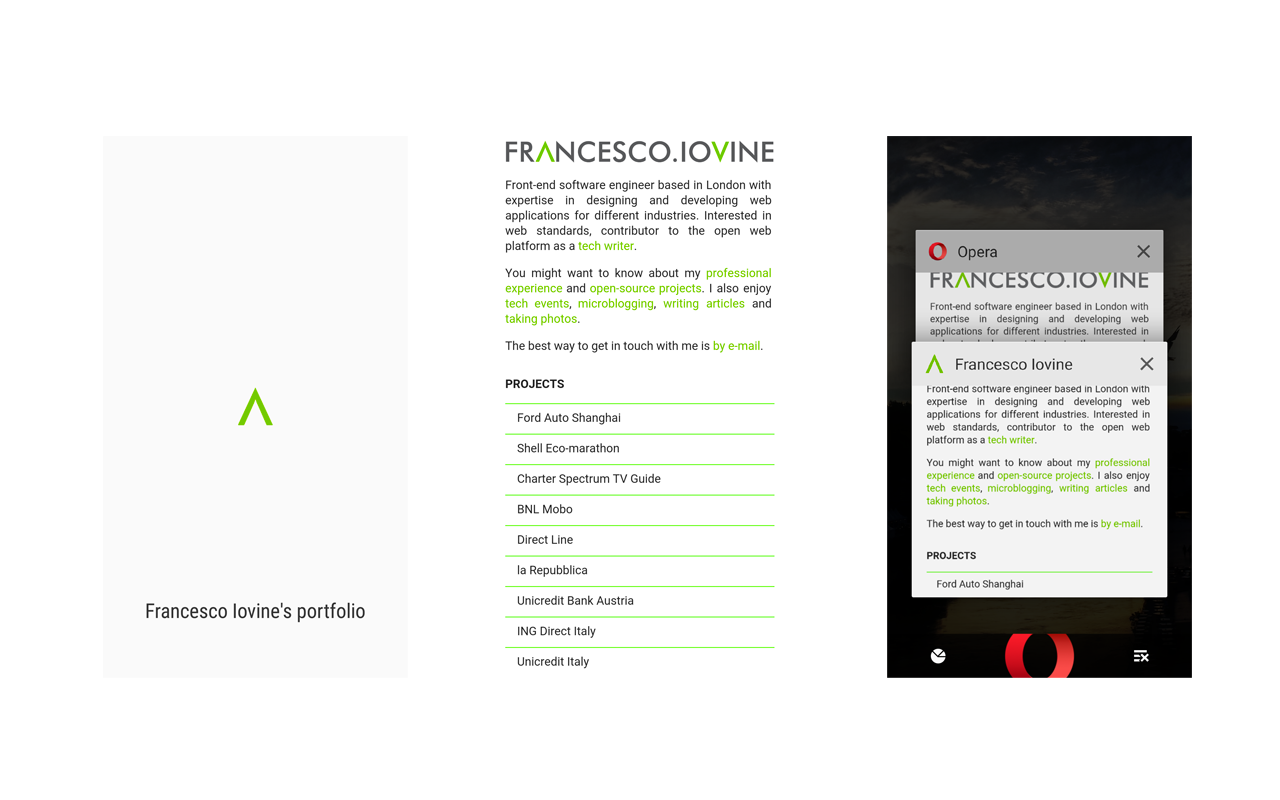 Francesco Iovine's portfolio
FRANCESCO.IOVINE
Front-end software engineer based in London with
expertise in designing and developing web
applications for different industries. Interested in
web standards, contributor to the open web
platform as a tech writer.
You might want to know about my professional
experience and open-source projects. I also enjoy
tech events, microblogging, writing articles and
taking photos.
The best way to get in touch with me is by e-mail.
PROJECTS
Ford Auto Shanghai
Shell Eco-marathon
Charter Spectrum TV Guide
BNL Mobo
Direct Line
la Repubblica
Unicredit Bank Austria
ING Direct Italy
Unicredit Italy
Opera
FRANCESCO.IOVINE
Front-end software engineer based in London with
expertise in designing and developing web
applications for different industries. Interested in
Francesco Iovine
Front-end software engineer based in London with
expertise in designing and developing web
applications for different industries. Interested in
web standards, contributor to the open web
platform as a tech writer.
You might want to know about my professional
experience and open-source projects. I also enjoy
tech events, microblogging, writing articles and
taking photos.
The best way to get in touch with me is by e-mail.
PROJECTS
Ford Auto Shanghai